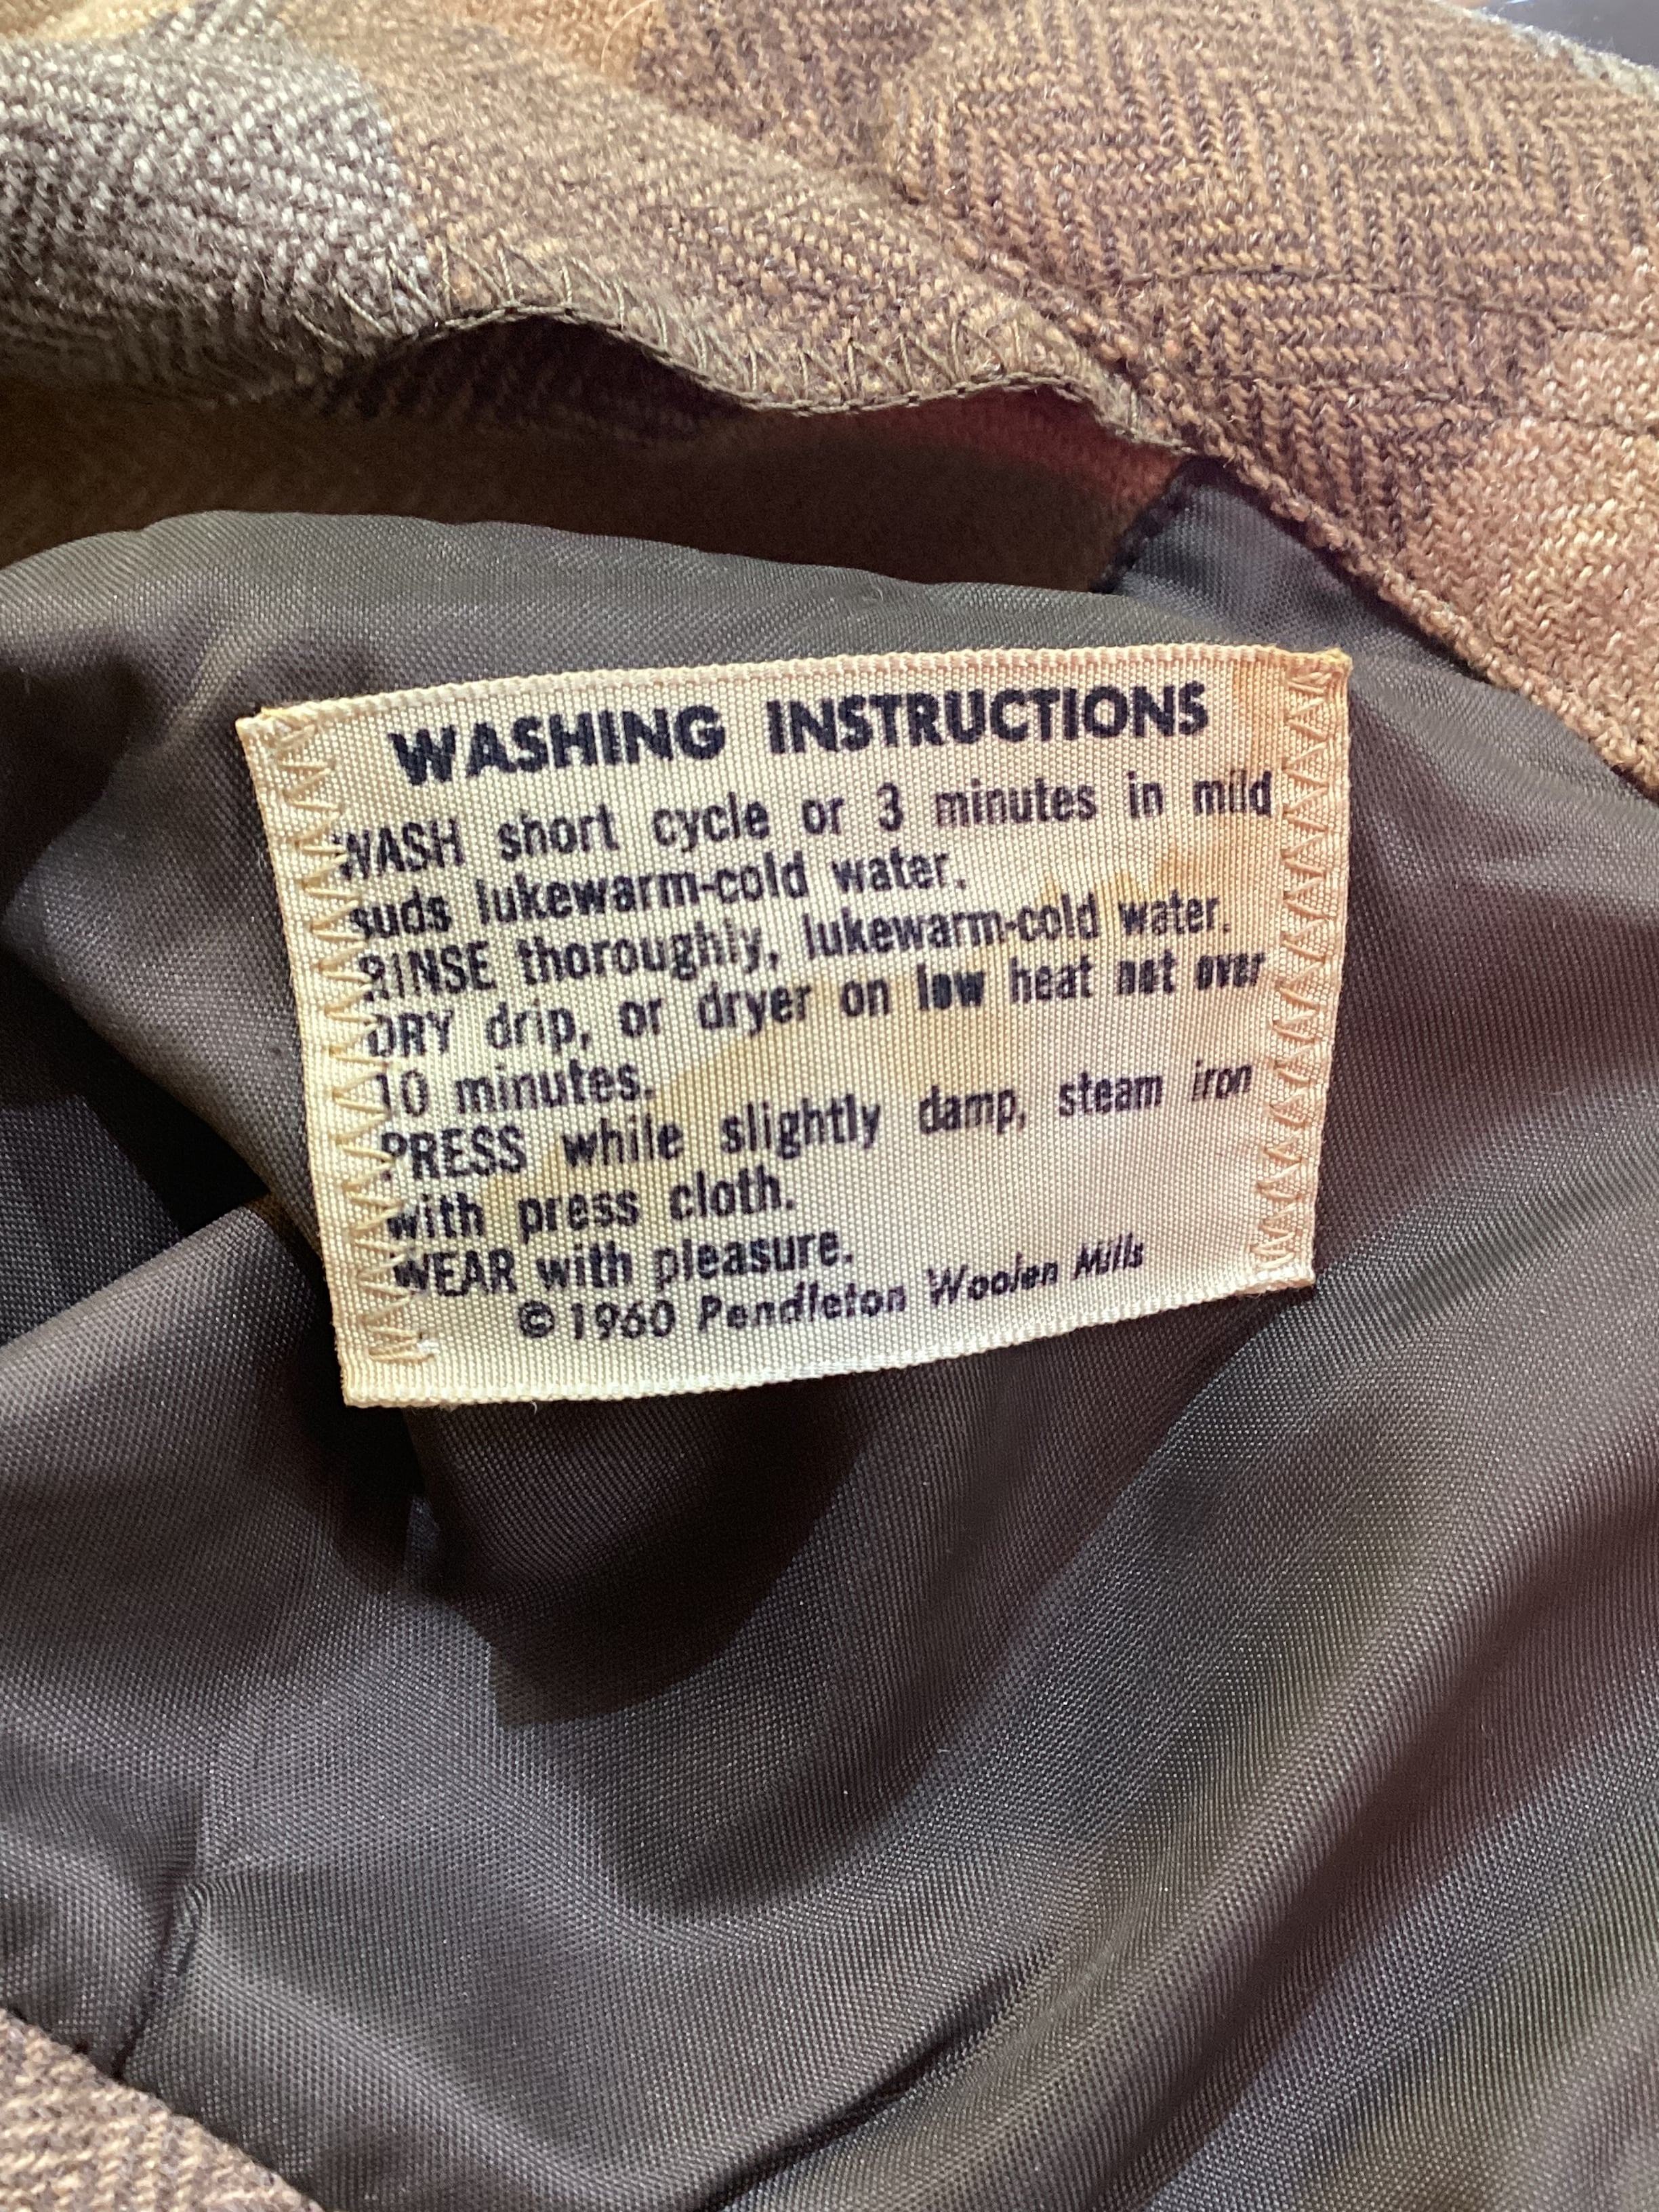 WASHING INSTRUCTIONS
WASH short cycle or 3 minutes in mild
suds lukewarm-cold water.
RINSE thoroughly, lukewarm-cold water.
DRY drip, or dryer on low heat not over
10 minutes.
PRESS while slightly damp, steam iron
with press cloth.
WEAR with pleasure.
©1960 Pendleton Woolen Mills